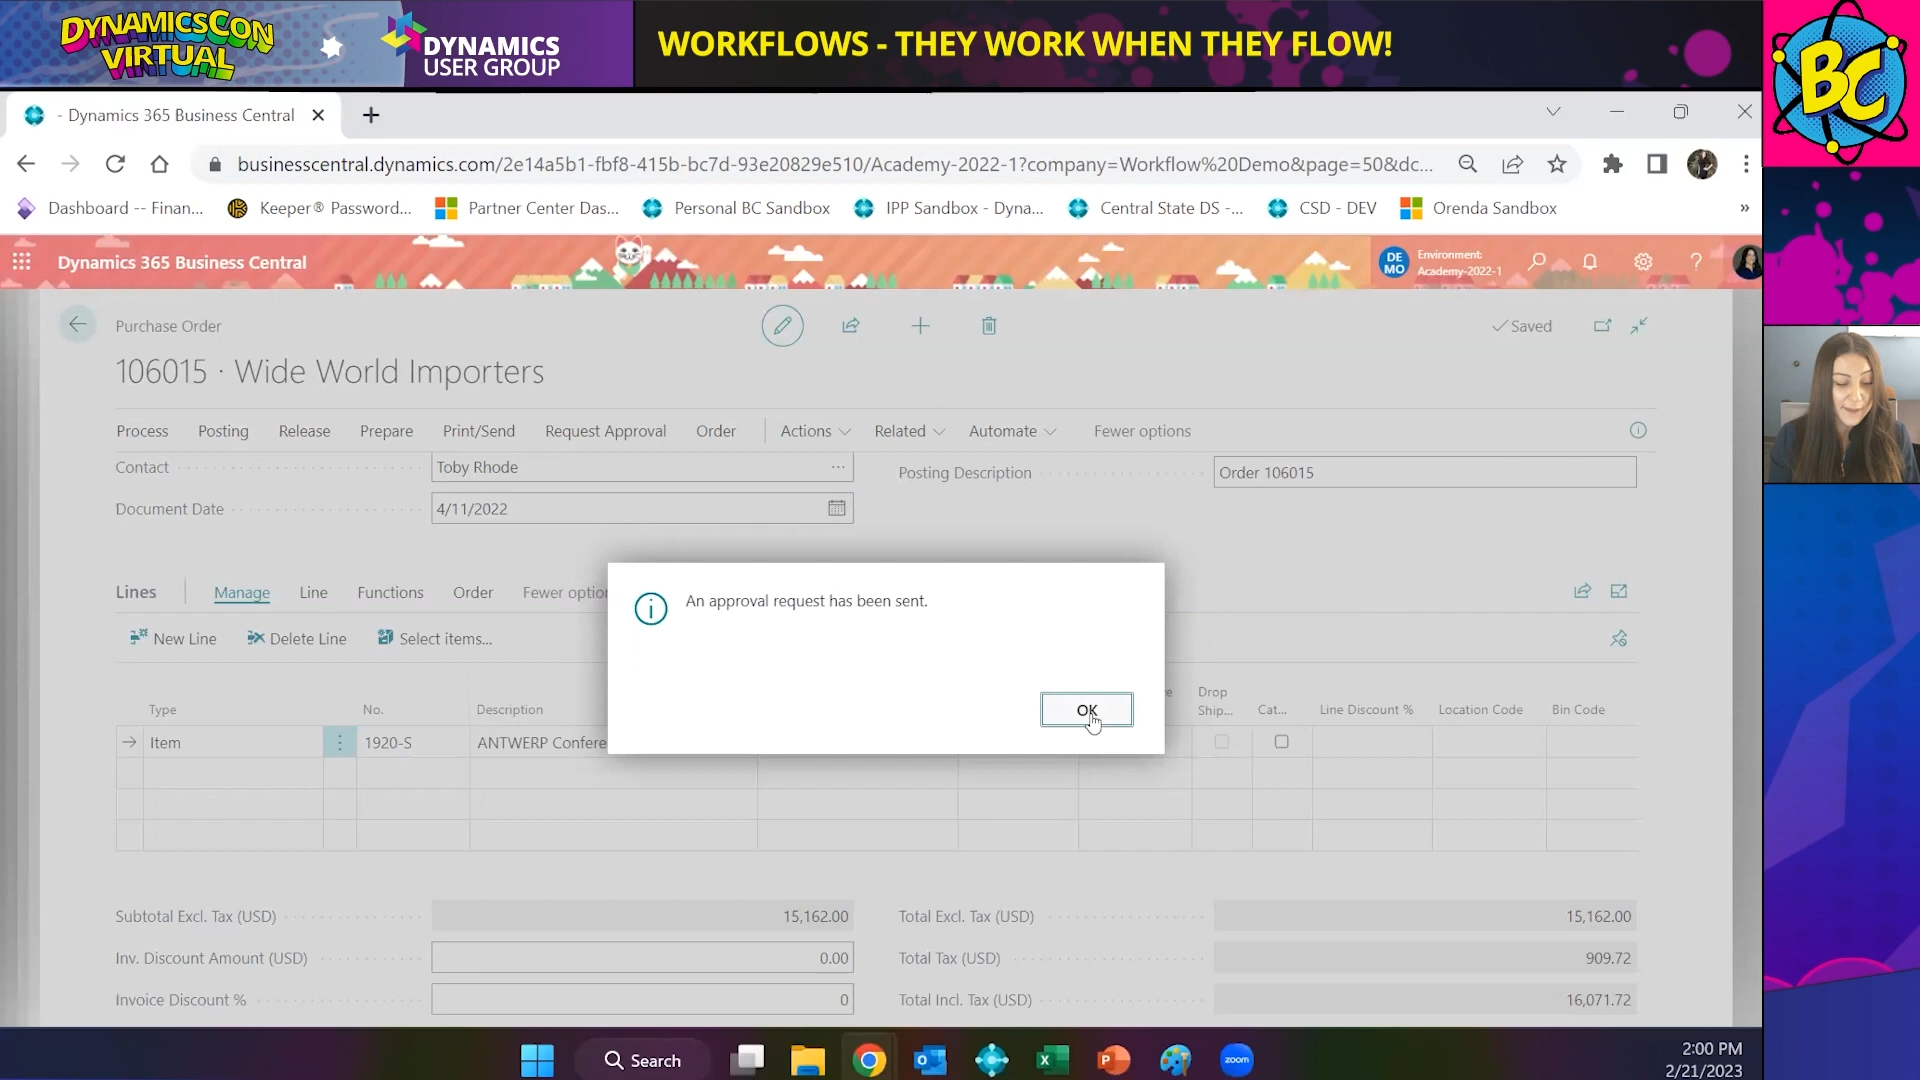 DYNAMICSCON
VIRTUAL
DYNAMICS
USER GROUP
WORKFLOWS - THEY WORK WHEN THEY FLOW!
BC
- Dynamics 365 Business Central
businesscentral.dynamics.com/2e14a5b1-fbf8-415b-bc7d-93e20829e510/Academy-2022-1?company=Workflow%20Demo&page=50&dc...
Dashboard -- Finan...
Keeper® Password...
Partner Center Das...
Personal BC Sandbox
IPP Sandbox - Dyna...
Central State DS -...
CSD - DEV
Orenda Sandbox
»
Dynamics 365 Business Central
DE
MO
Environment:
Academy-2022-1
?
Purchase Order
Saved
106015 · Wide World Importers
Process Posting Release Prepare Print/Send Request Approval Order Actions Related Automate Fewer options
Contact
Toby Rhode
Posting Description
Order 106015
Document Date
4/11/2022
Lines Manage Line Functions Order Fewer optio
An approval request has been sent.
OK
New Line Delete Line Select items...
Type No. Description e Drop
Ship... Cat... Line Discount % Location Code Bin Code
Item 1920-S ANTWERP Confere
Subtotal Excl. Tax (USD) 15,162.00 Total Excl. Tax (USD) 15,162.00
Inv. Discount Amount (USD) 0.00 Total Tax (USD) 909.72
Invoice Discount % 0 Total Incl. Tax (USD) 16,071.72
Search
zoom
2:00 PM
2/21/2023